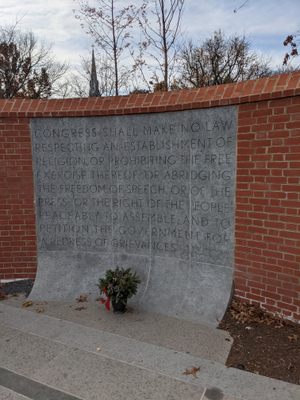 CONGRESS SHALL MAKE NO LAW
RESPECTING AN ESTABLISHMENT OF
RELIGION, OR PROHIBITING THE FREE
EXERCISE THEREOF; OR ABRIDGING
THE FREEDOM OF SPEECH, OR OF THE
PRESS; OR THE RIGHT OF THE PEOPLE
PEACEABLY TO ASSEMBLE, AND TO
PETITION THE GOVERNMENT FOR
A REDRESS OF GRIEVANCES.